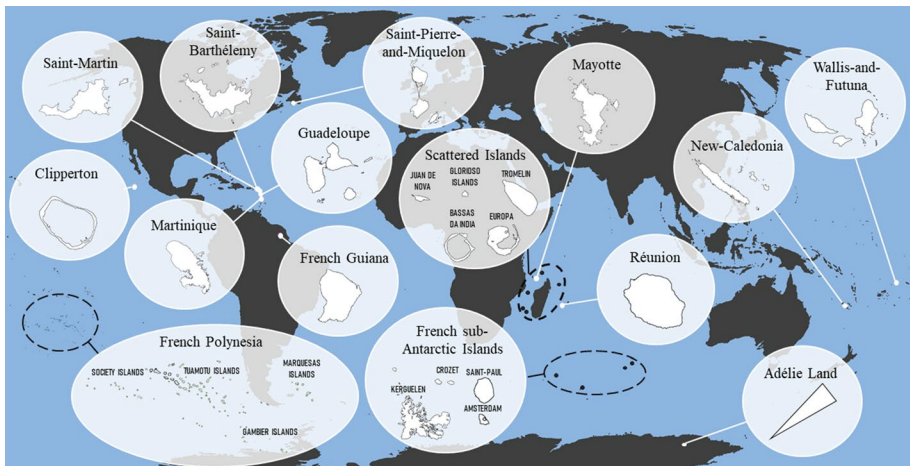 Saint-
Barthélemy
Saint-Pierre-
and-Miquelon
Saint-Martin
Mayotte
Wallis-and-
Futuna
Guadeloupe
Scattered Islands
JUAN DE
NOVA
GLORIOSO
ISLANDS
TROMELIN
BASSAS
DA INDIA
EUROPA
New-Caledonia
Clipperton
Martinique
French Guiana
Réunion
French Polynesia
SOCIETY ISLANDS
TUAMOTU ISLANDS
MARQUESAS
ISLANDS
GAMBIER ISLANDS
French sub-
Antarctic Islands
KERGUELEN
CROZET
SAINT-PAUL
AMSTERDAM
Adélie Land